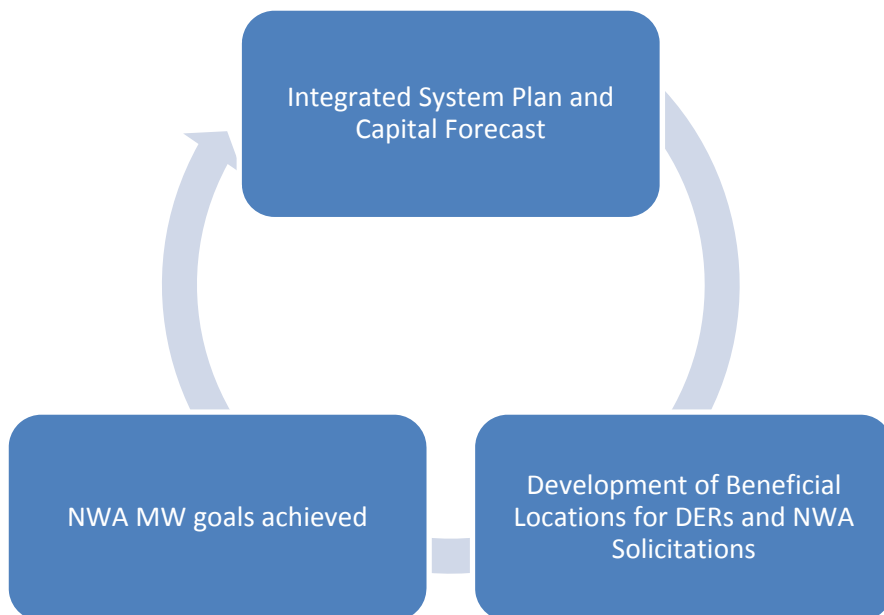 Integrated System Plan and
Capital Forecast
NWA MW goals achieved
Development of Beneficial
Locations for DERs and NWA
Solicitations